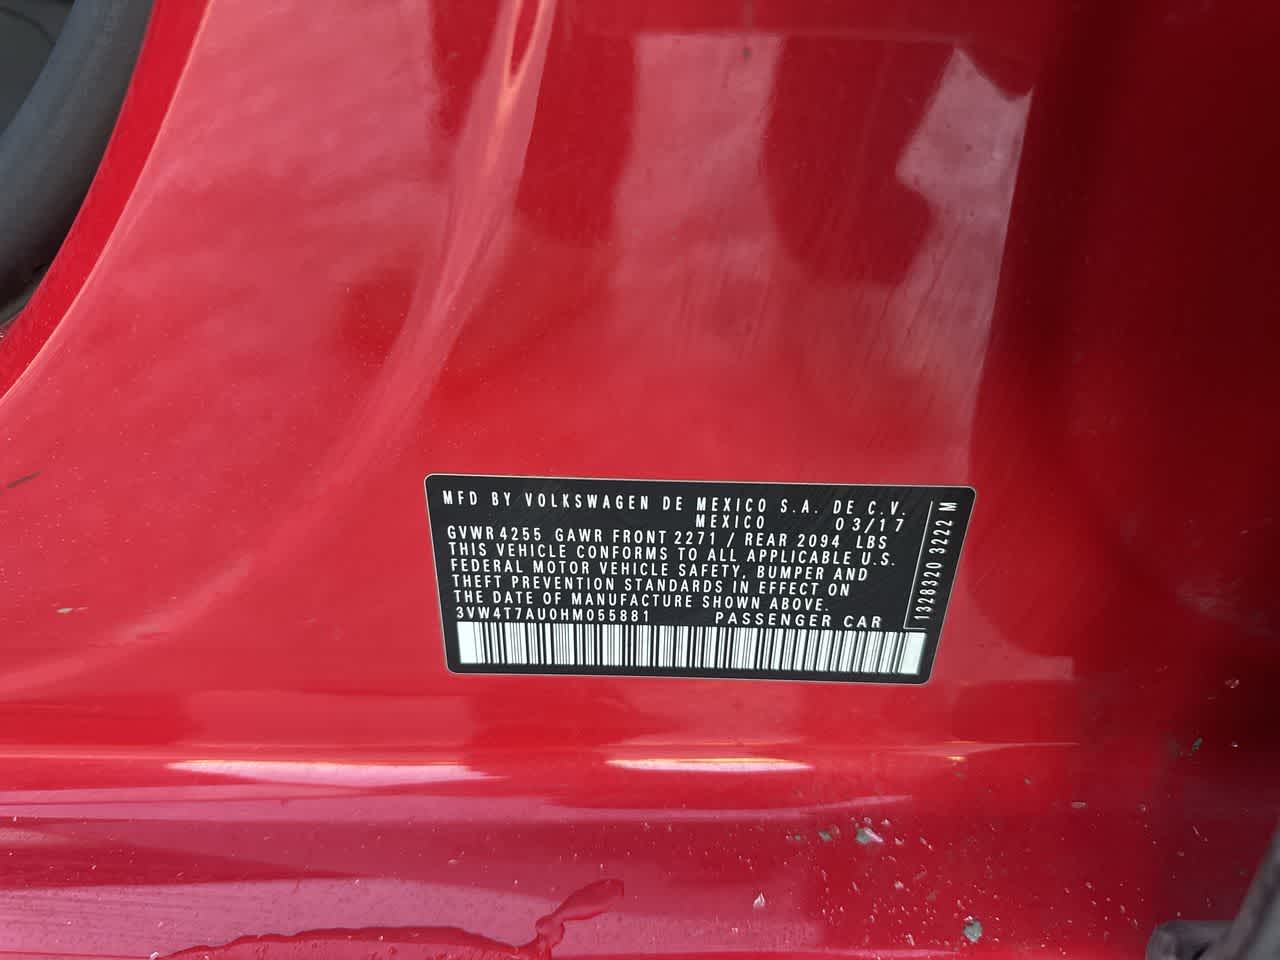 MFD BY VOLKSWAGEN DE MEXICO S.A. DE C.V.
MEXICO 03/17
GVWR 4255 GAWR FRONT 2271 / REAR 2094 LBS
THIS VEHICLE CONFORMS TO ALL APPLICABLE U.S.
FEDERAL MOTOR VEHICLE SAFETY, BUMPER AND
THEFT PREVENTION STANDARDS IN EFFECT ON
THE DATE OF MANUFACTURE SHOWN ABOVE.
3VW4T7AU0HM055881 PASSENGER CAR
1328320 3222 M